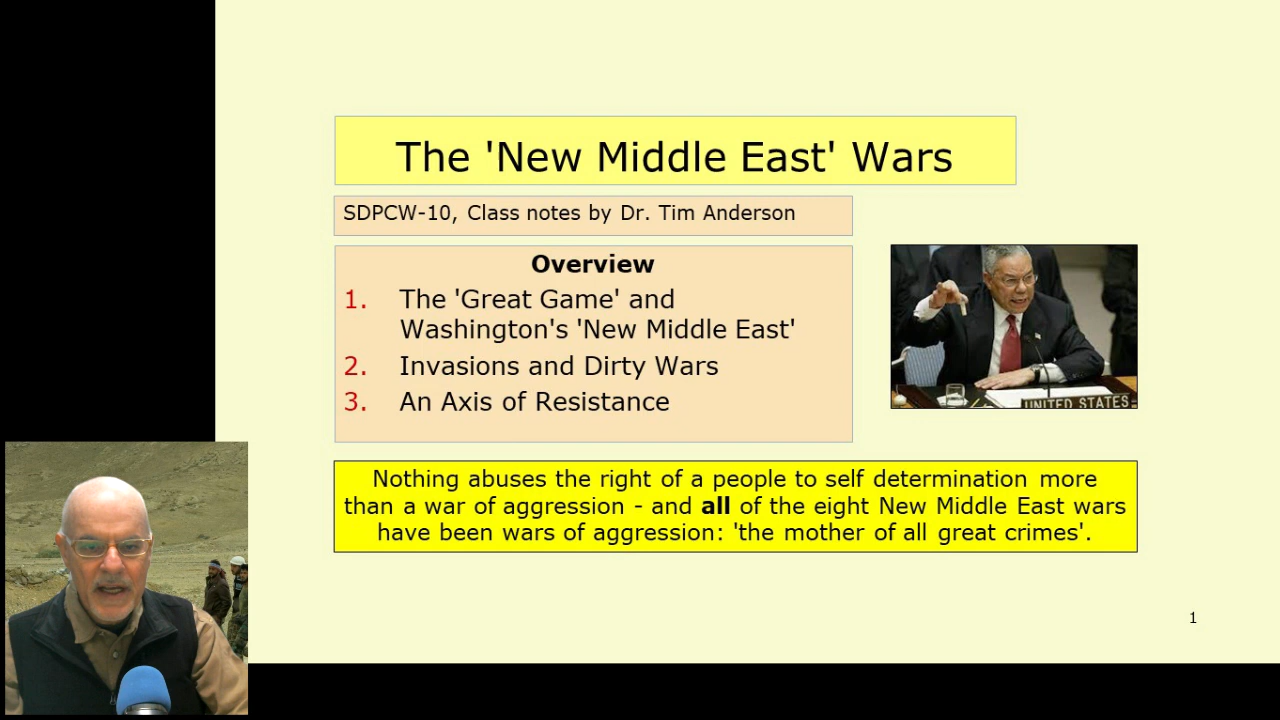 The 'New Middle East' Wars
SDPCW-10, Class notes by Dr. Tim Anderson
Overview
1. The 'Great Game' and
Washington's 'New Middle East'
2. Invasions and Dirty Wars
3. An Axis of Resistance
UNITED STATES
Nothing abuses the right of a people to self determination more
than a war of aggression - and all of the eight New Middle East wars
have been wars of aggression: 'the mother of all great crimes'.
1